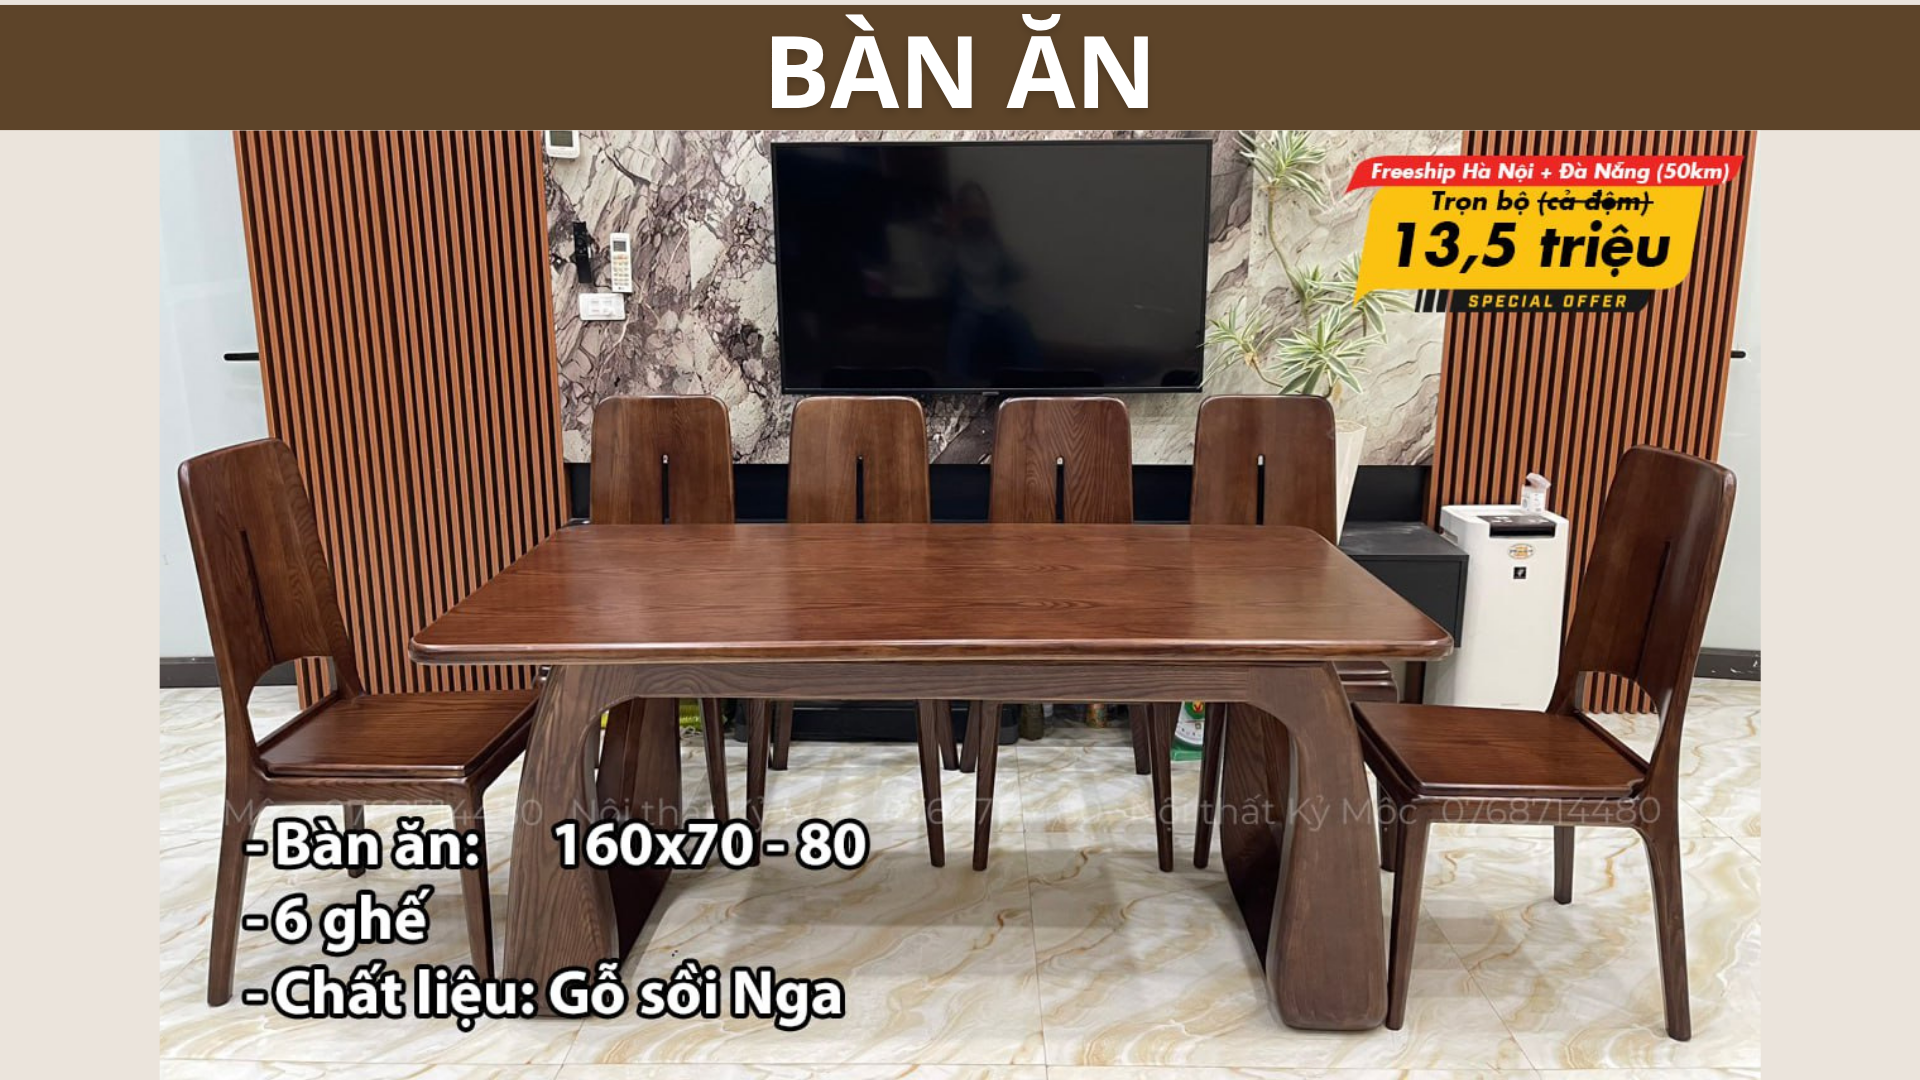 BÀN ĂN
Freeship Hà Nội + Đà Nẵng (50km)
Trọn bộ (cả đệm)
13,5 triệu
SPECIAL OFFER
Mộc 0768714480 Nội thất Kỷ Nội thất Kỷ Mộc 0768714480
- Bàn ăn: 160x70 - 80
- 6 ghế
- Chất liệu: Gỗ sồi Nga